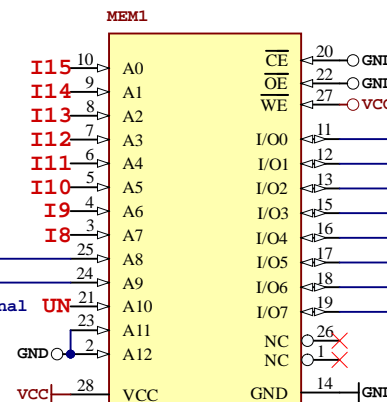 MEM1
I15 10 A0 CE 20 GND
I14 9 A1 OE 22 GND
I13 8 A2 WE 27 VCC
I12 7 A3 I/O0 11
I11 6 A4 I/O1 12
I10 5 A5 I/O2 13
I9 4 A6 I/O3 15
I8 3 A7 I/O4 16
25 A8 I/O5 17
24 A9 I/O6 18
nal UN 21 A10 I/O7 19
23 A11 NC 26
GND 2 A12 NC 1
VCC 28 VCC GND 14 GND